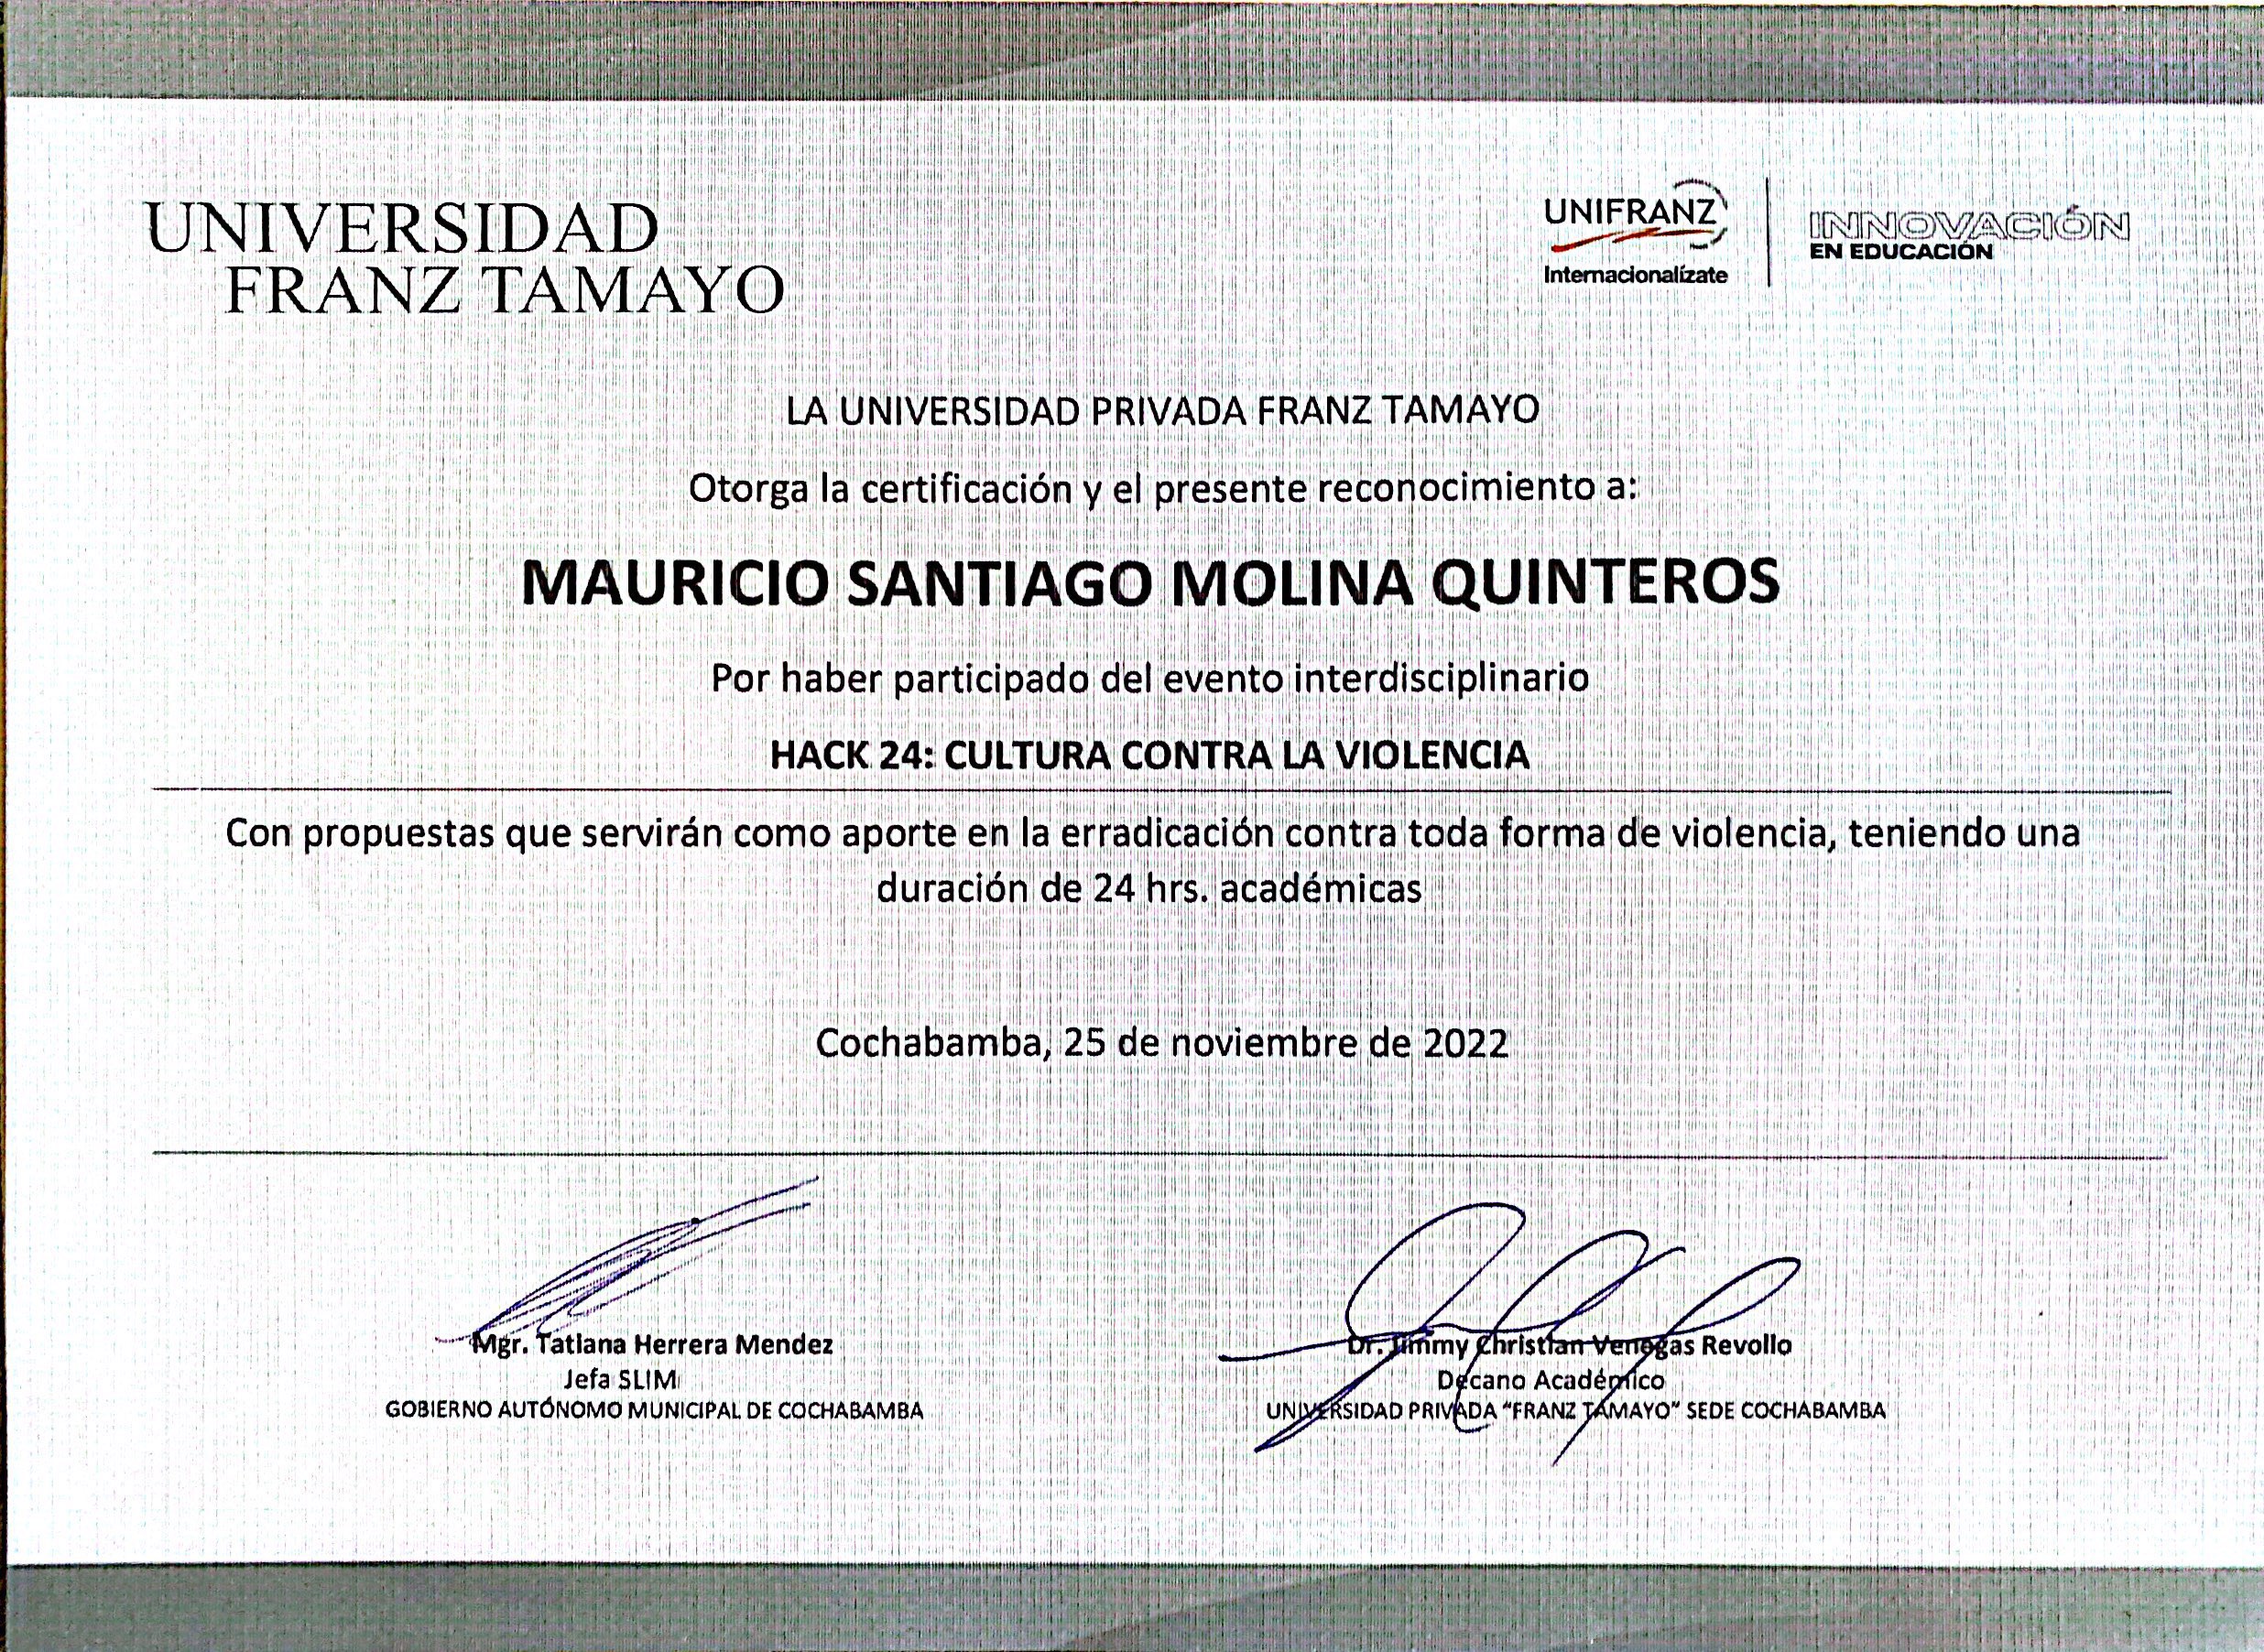 UNIVERSIDAD
FRANZ TAMAYO
UNIFRANZ
Internacionalízate
INNOVACIÓN
EN EDUCACIÓN
LA UNIVERSIDAD PRIVADA FRANZ TAMAYO
Otorga la certificación y el presente reconocimiento a:
MAURICIO SANTIAGO MOLINA QUINTEROS
Por haber participado del evento interdisciplinario
HACK 24: CULTURA CONTRA LA VIOLENCIA
Con propuestas que servirán como aporte en la erradicación contra toda forma de violencia, teniendo una
duración de 24 hrs. académicas
Cochabamba, 25 de noviembre de 2022
Mgr. Tatiana Herrera Mendez
Jefa SLIM
GOBIERNO AUTÓNOMO MUNICIPAL DE COCHABAMBA
Dr. Jimmy Christian Venegas Revollo
Decano Académico
UNIVERSIDAD PRIVADA “FRANZ TAMAYO” SEDE COCHABAMBA